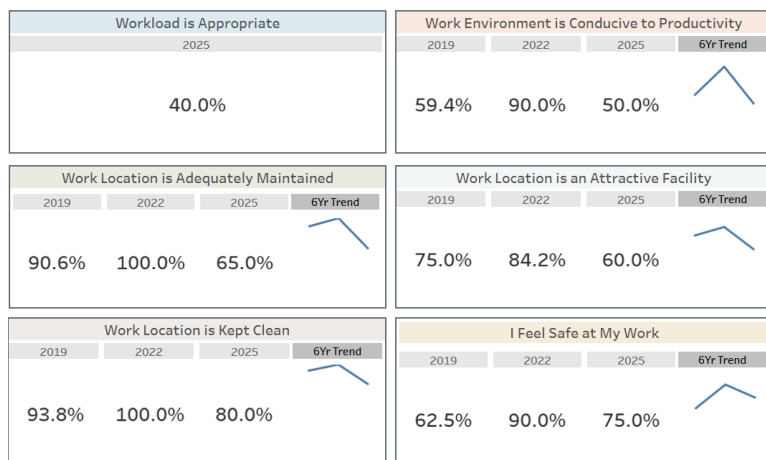 Workload is Appropriate
2025
40.0%
Work Environment is Conducive to Productivity
2019 2022 2025 6Yr Trend
59.4% 90.0% 50.0%
Work Location is Adequately Maintained
2019 2022 2025 6Yr Trend
90.6% 100.0% 65.0%
Work Location is an Attractive Facility
2019 2022 2025 6Yr Trend
75.0% 84.2% 60.0%
Work Location is Kept Clean
2019 2022 2025 6Yr Trend
93.8% 100.0% 80.0%
I Feel Safe at My Work
2019 2022 2025 6Yr Trend
62.5% 90.0% 75.0%